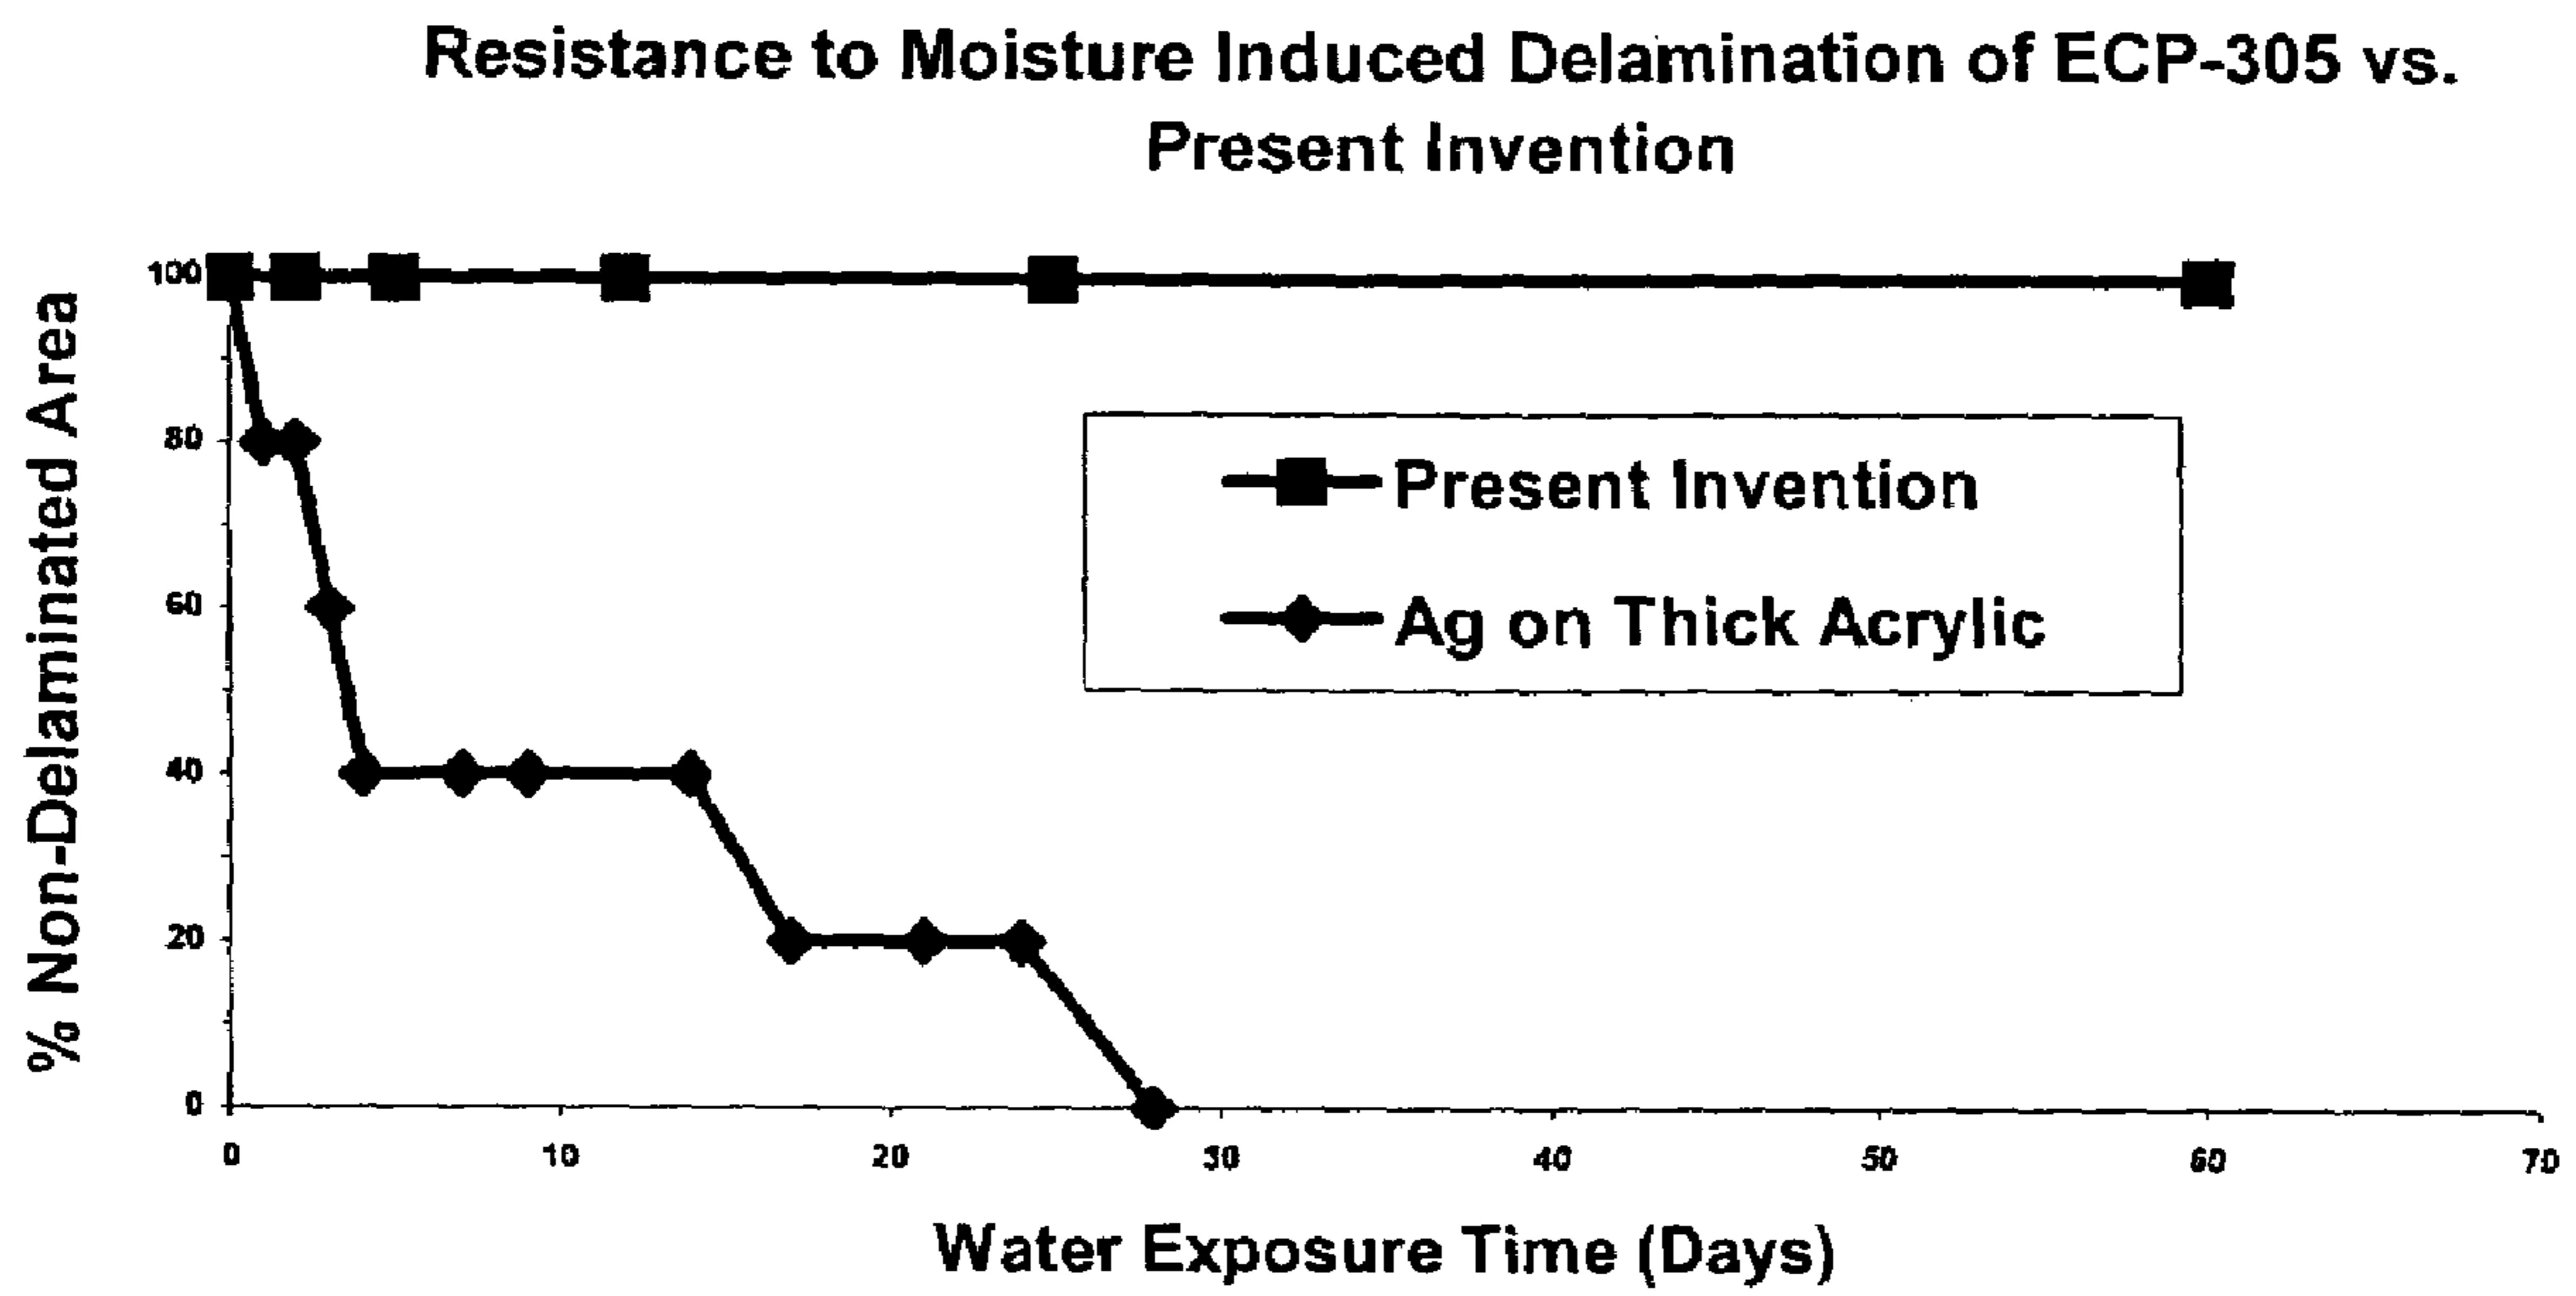 Resistance to Moisture Induced Delamination of ECP-305 vs.
Present Invention
% Non-Delaminated Area
100
80
60
40
20
0
Present Invention
Ag on Thick Acrylic
0 10 20 30 40 50 60 70
Water Exposure Time (Days)